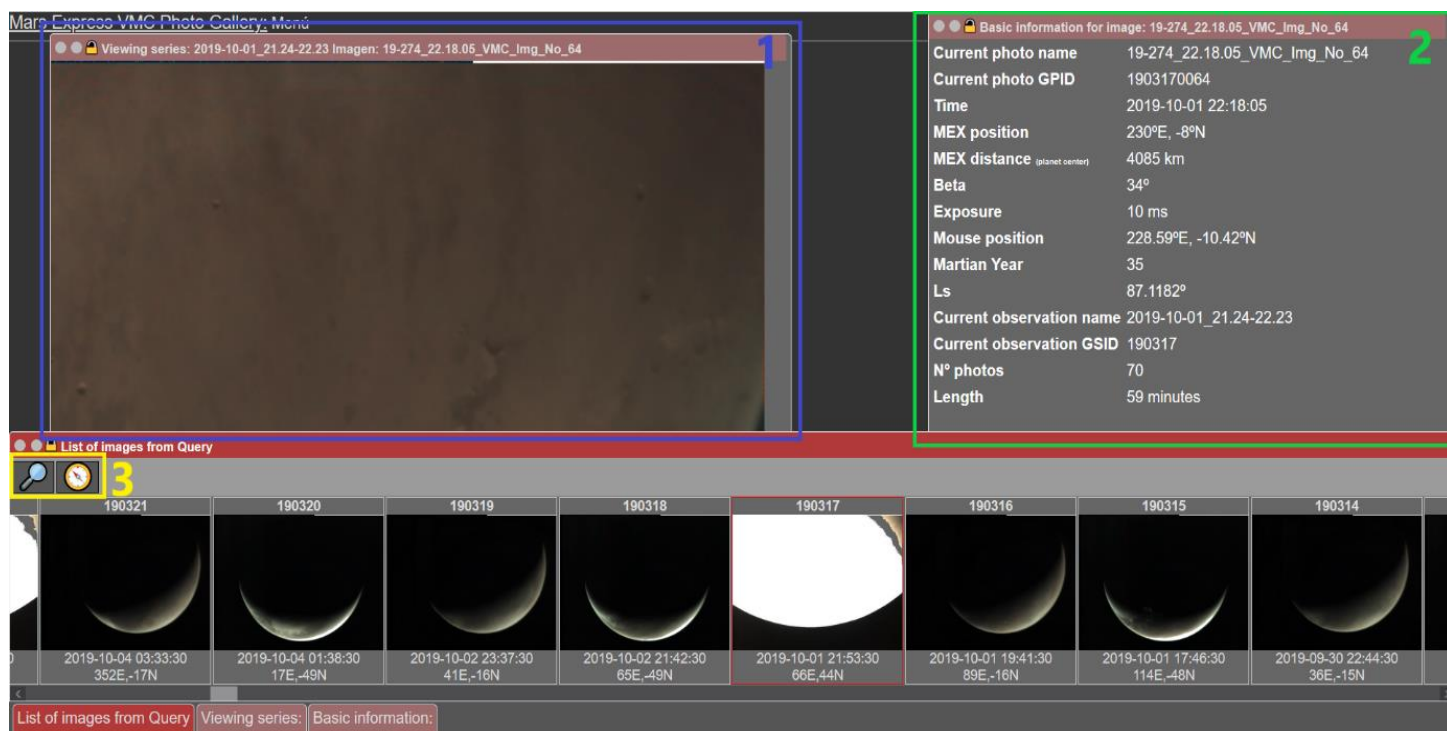 Mars Express VMC Photo Gallery: Menú
Viewing series: 2019-10-01_21.24-22.23 Imagen: 19-274_22.18.05_VMC_Img_No_64
1
Basic information for image: 19-274_22.18.05_VMC_Img_No_64
2
Current photo name 19-274_22.18.05_VMC_Img_No_64
Current photo GPID 1903170064
Time 2019-10-01 22:18:05
MEX position 230ºE, -8ºN
MEX distance (planet center) 4085 km
Beta 34º
Exposure 10 ms
Mouse position 228.59ºE, -10.42ºN
Martian Year 35
Ls 87.1182º
Current observation name 2019-10-01_21.24-22.23
Current observation GSID 190317
Nº photos 70
Length 59 minutes
List of images from Query
3
190321 190320 190319 190318 190317 190316 190315 190314
2019-10-04 03:33:30 2019-10-04 01:38:30 2019-10-02 23:37:30 2019-10-02 21:42:30 2019-10-01 21:53:30 2019-10-01 19:41:30 2019-10-01 17:46:30 2019-09-30 22:44:30
352E,-17N 17E,-49N 41E,-16N 65E,-49N 66E,44N 89E,-16N 114E,-48N 36E,-15N
List of images from Query Viewing series: Basic information: